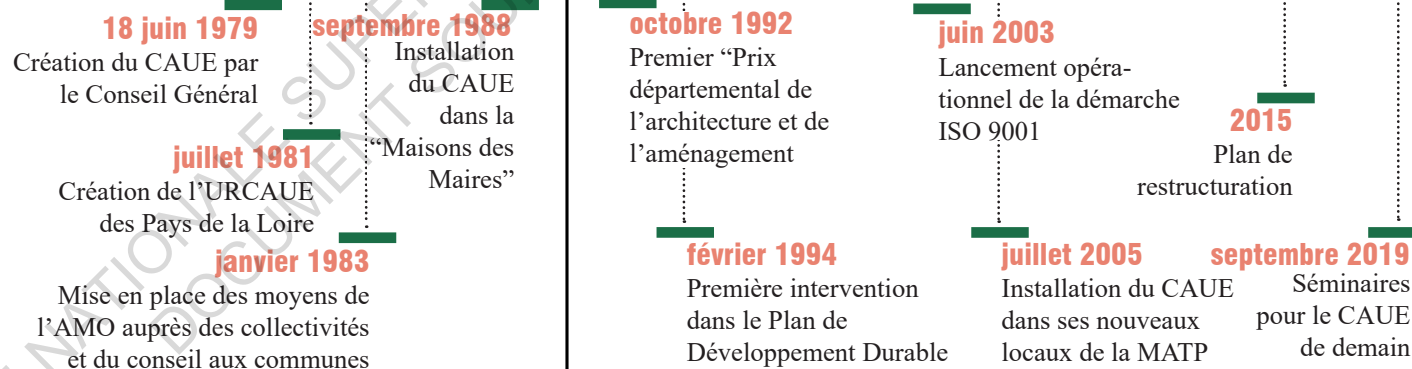 18 juin 1979
Création du CAUE par
le Conseil Général
juillet 1981
Création de l’URCAUE
des Pays de la Loire
janvier 1983
Mise en place des moyens de
l’AMO auprès des collectivités
et du conseil aux communes
septembre 1988
Installation
du CAUE
dans la
“Maisons des
Maires”
octobre 1992
Premier “Prix
départemental de
l’architecture et de
l’aménagement
février 1994
Première intervention
dans le Plan de
Développement Durable
juin 2003
Lancement opéra-
tionnel de la démarche
ISO 9001
juillet 2005
Installation du CAUE
dans ses nouveaux
locaux de la MATP
2015
Plan de
restructuration
septembre 2019
Séminaires
pour le CAUE
de demain
NATIONALE
DOCUMENT